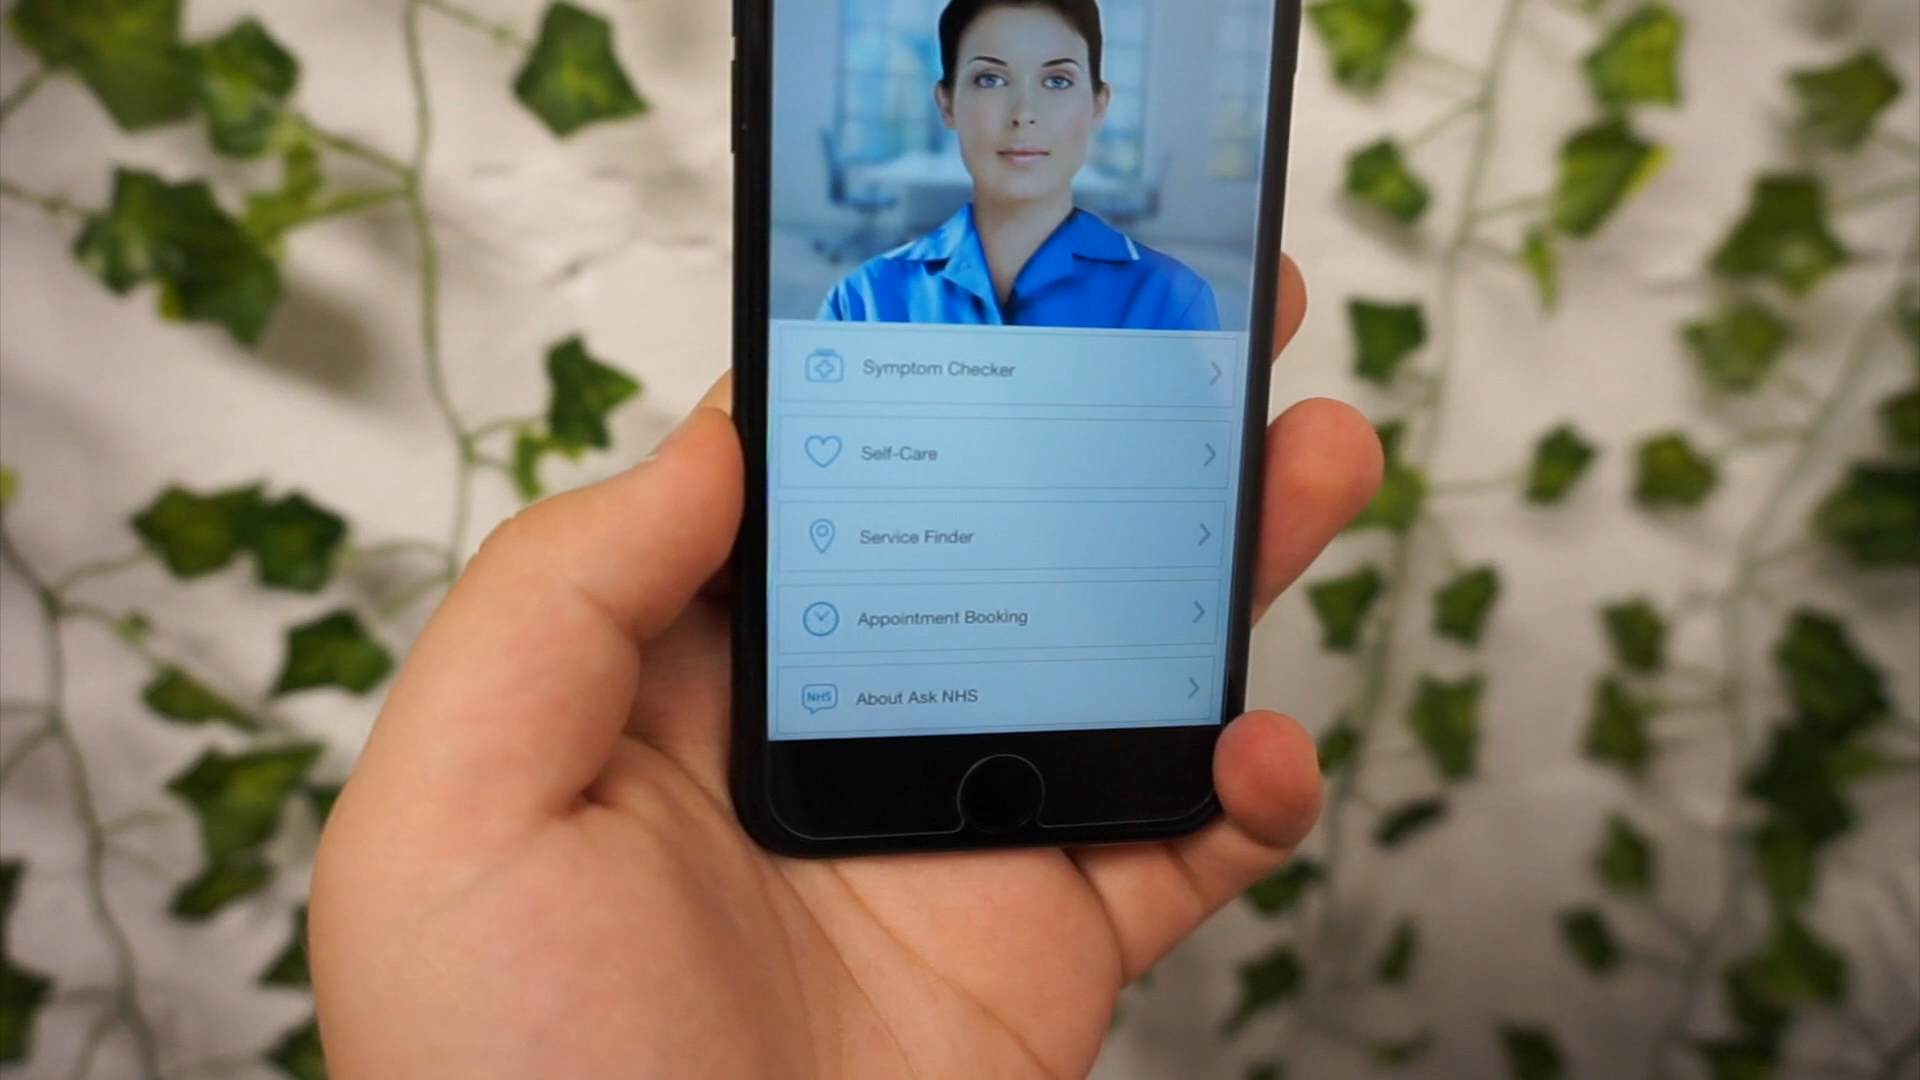 Symptom Checker
Self-Care
Service Finder
Appointment Booking
NHS
About Ask NHS